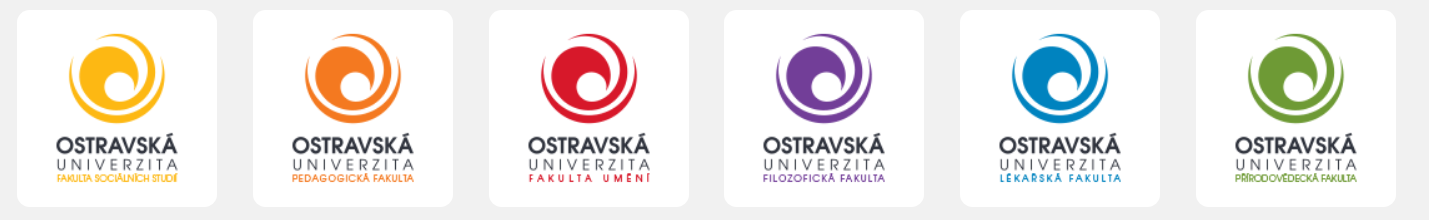 OSTRAVSKÁ
UNIVERZITA
FAKULTA SOCIÁLNÍCH STUDIÍ
OSTRAVSKÁ
UNIVERZITA
PEDAGOGICKÁ FAKULTA
OSTRAVSKÁ
UNIVERZITA
FAKULTA UMĚNÍ
OSTRAVSKÁ
UNIVERZITA
FILOZOFICKÁ FAKULTA
OSTRAVSKÁ
UNIVERZITA
LÉKAŘSKÁ FAKULTA
OSTRAVSKÁ
UNIVERZITA
PŘÍRODOVĚDECKÁ FAKULTA